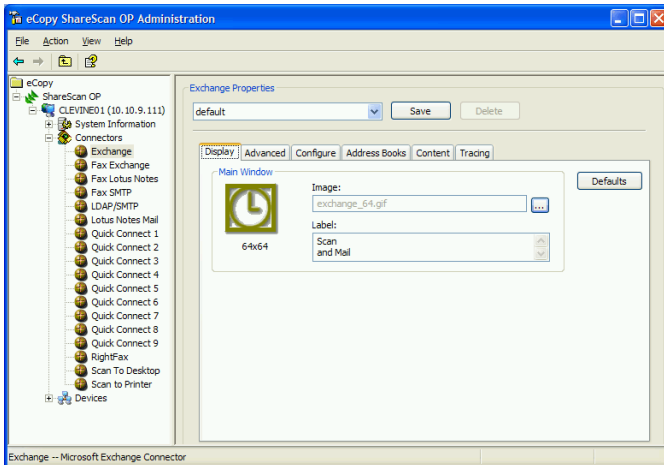 eCopy ShareScan OP Administration
File Action View Help
eCopy
ShareScan OP
CLEVINE01 (10.10.9.111)
System Information
Connectors
Exchange
Fax Exchange
Fax Lotus Notes
Fax SMTP
LDAP/SMTP
Lotus Notes Mail
Quick Connect 1
Quick Connect 2
Quick Connect 3
Quick Connect 4
Quick Connect 5
Quick Connect 6
Quick Connect 7
Quick Connect 8
Quick Connect 9
RightFax
Scan To Desktop
Scan to Printer
Devices
Exchange Properties
default Save Delete
Display Advanced Configure Address Books Content Tracing
Main Window
Defaults
Image:
exchange_64.gif ...
Label:
64x64
Scan
and Mail
Exchange -- Microsoft Exchange Connector